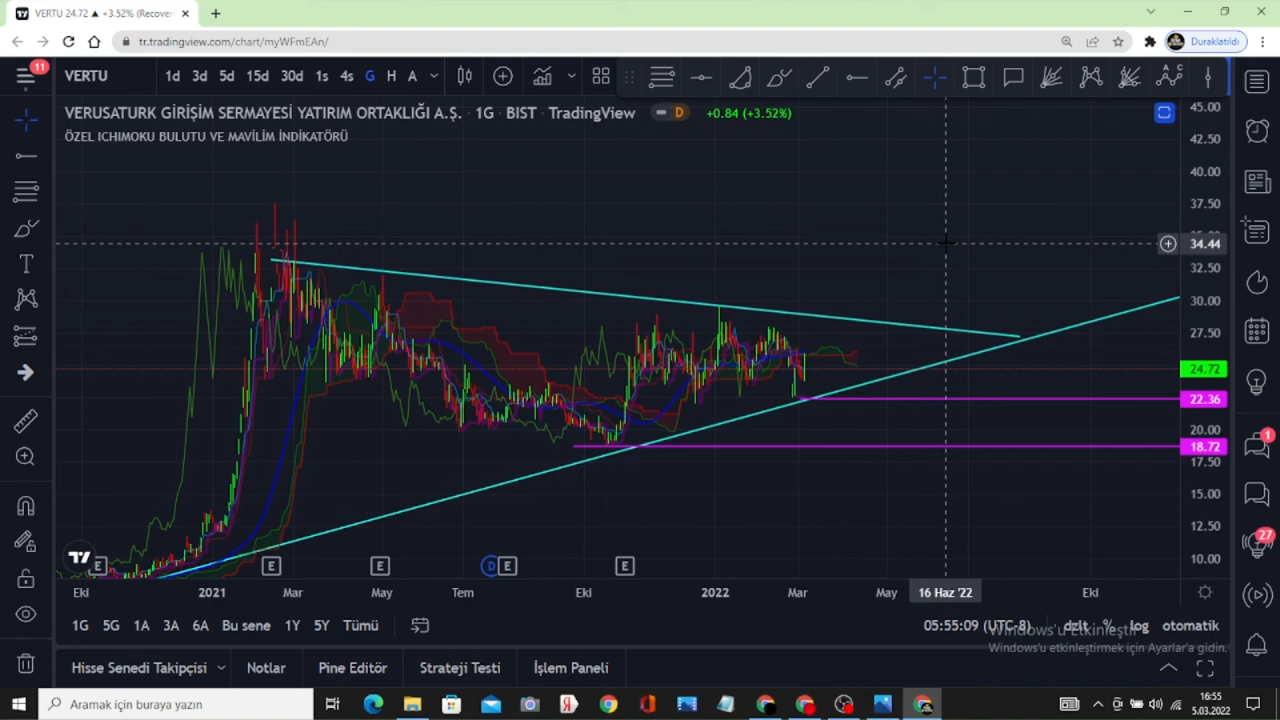 VERTU 24.72 ▲ +3.52% (Recover
tr.tradingview.com/chart/myWFmEAn/
Duraklatıldı
11
VERTU 1d 3d 5d 15d 30d 1s 4s G H A
VERUSATURK GİRİŞİM SERMAYESİ YATIRIM ORTAKLIĞI A.Ş. · 1G · BIST · TradingView D +0.84 (+3.52%)
ÖZEL ICHIMOKU BULUTU VE MAVİLİM İNDİKATÖRÜ
45.00
42.50
40.00
37.50
34.44
32.50
30.00
27.50
24.72
22.36
20.00
18.72
17.50
15.00
12.50
10.00
1
27
E E E D E E
Eki 2021 Mar May Tem Eki 2022 Mar May 16 Haz '22 Eki
1G 5G 1A 3A 6A Bu sene 1Y 5Y Tümü 05:55:09 (UTC-8) dzlt % log otomatik
Windows'u Etkinleştir
Windows'u etkinleştirmek için Ayarlar'a gidin.
Hisse Senedi Takipçisi Notlar Pine Editör Strateji Testi İşlem Paneli
Aramak için buraya yazın
16:55
5.03.2022